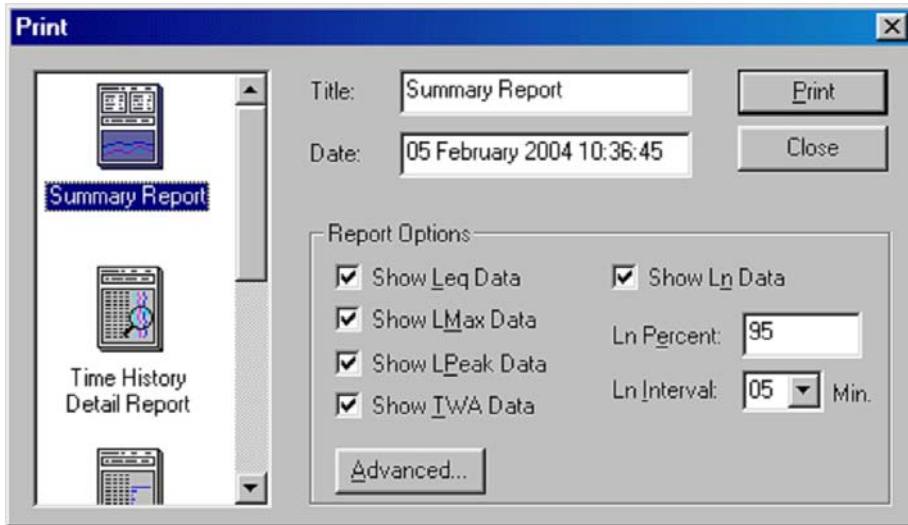 Print
Summary Report
Time History
Detail Report
Title: Summary Report
Date: 05 February 2004 10:36:45
Print
Close
Report Options
Show Leq Data
Show LMax Data
Show LPeak Data
Show TWA Data
Show Ln Data
Ln Percent: 95
Ln Interval: 05 Min.
Advanced...